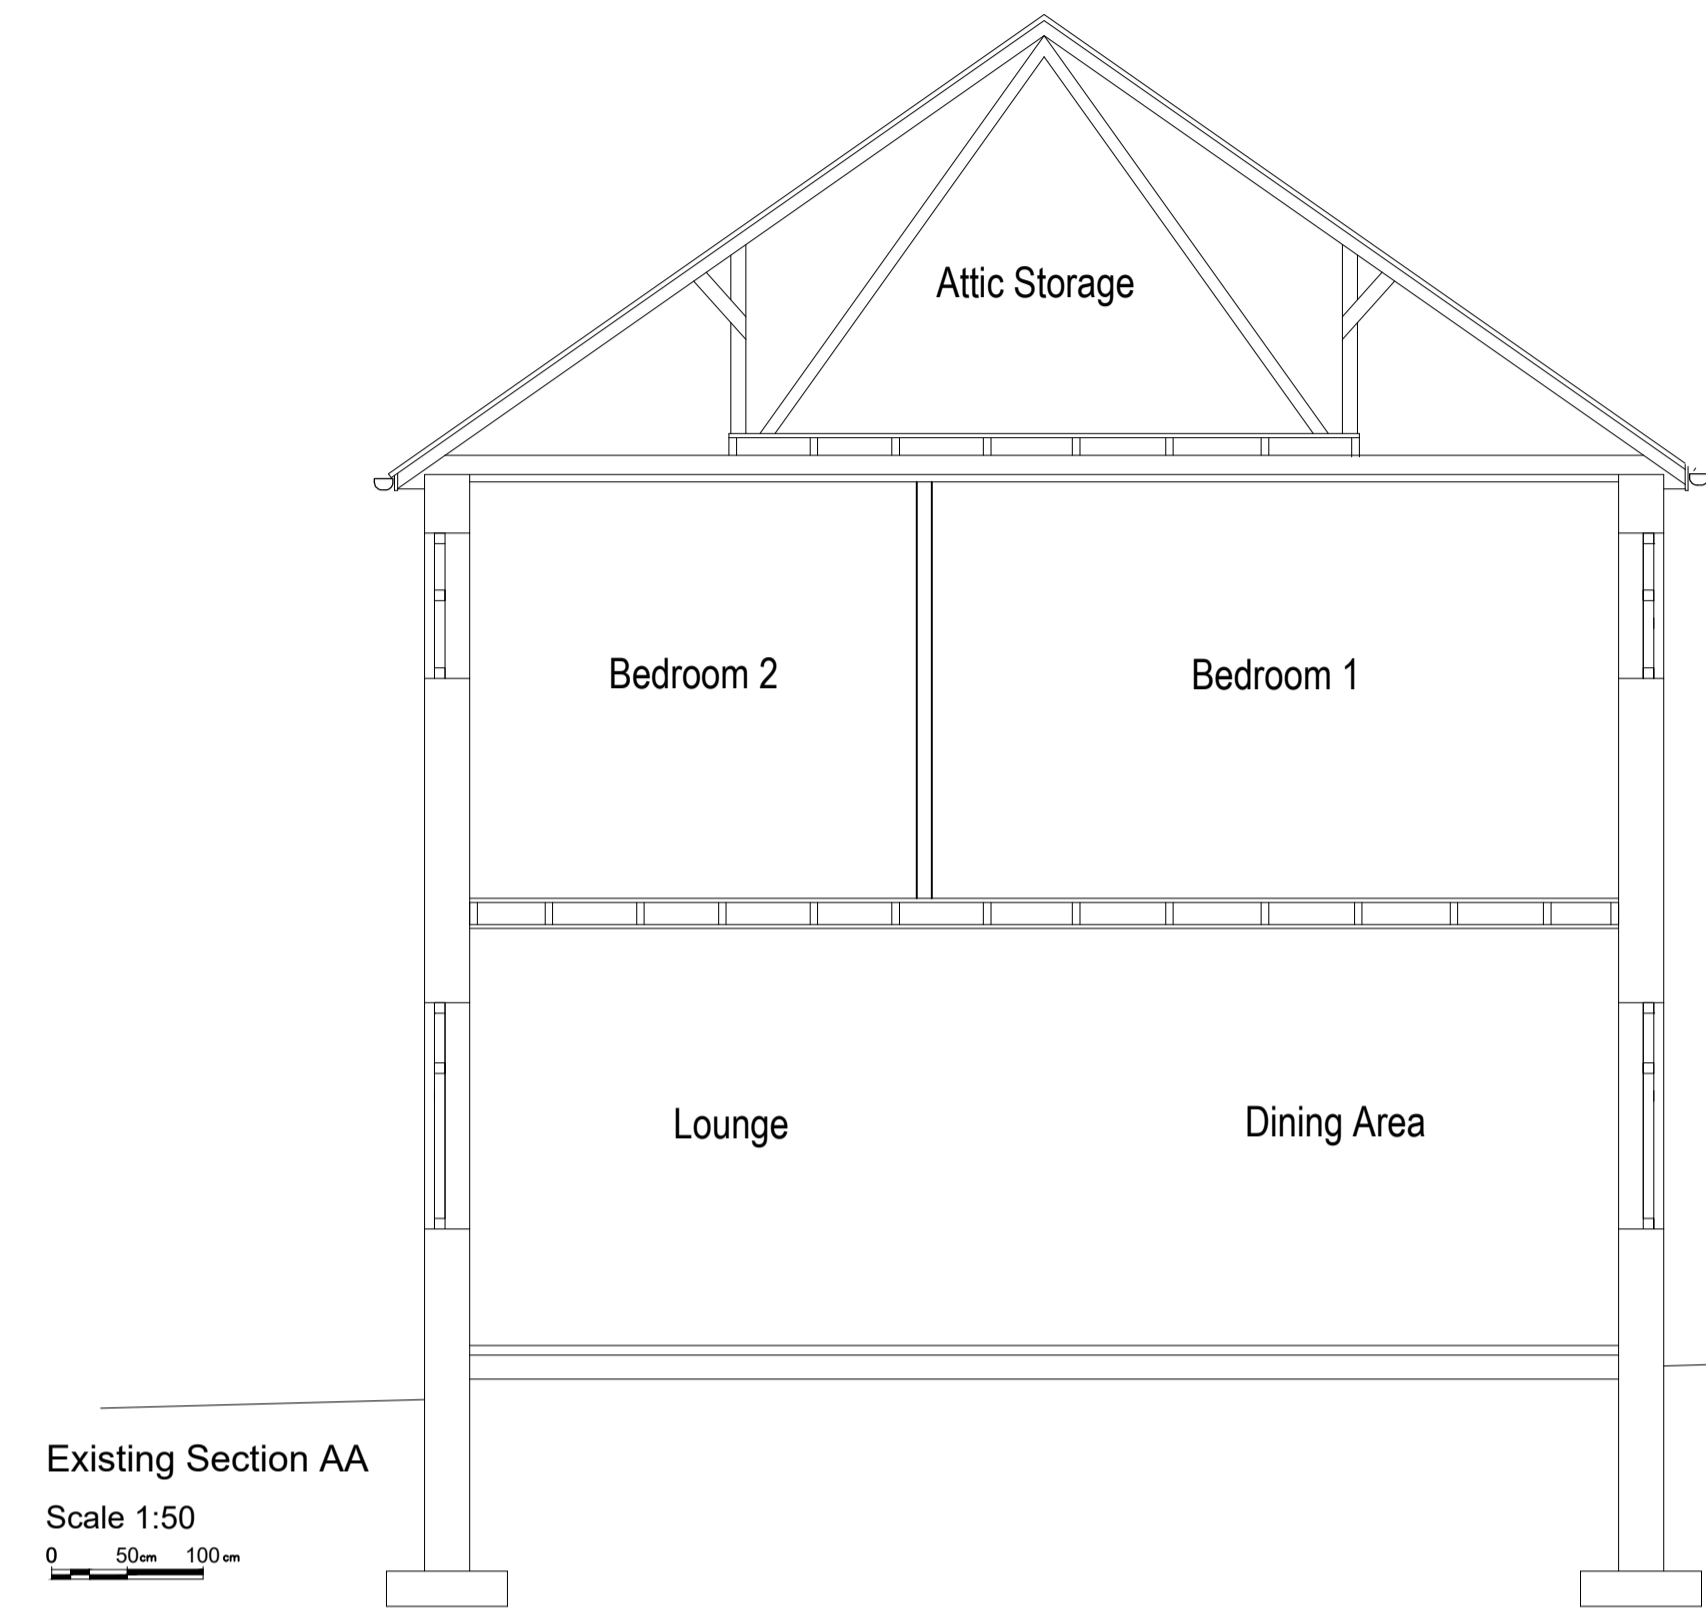 Attic Storage
Bedroom 2
Bedroom 1
Lounge
Dining Area
Existing Section AA
Scale 1:50
0 50cm 100cm